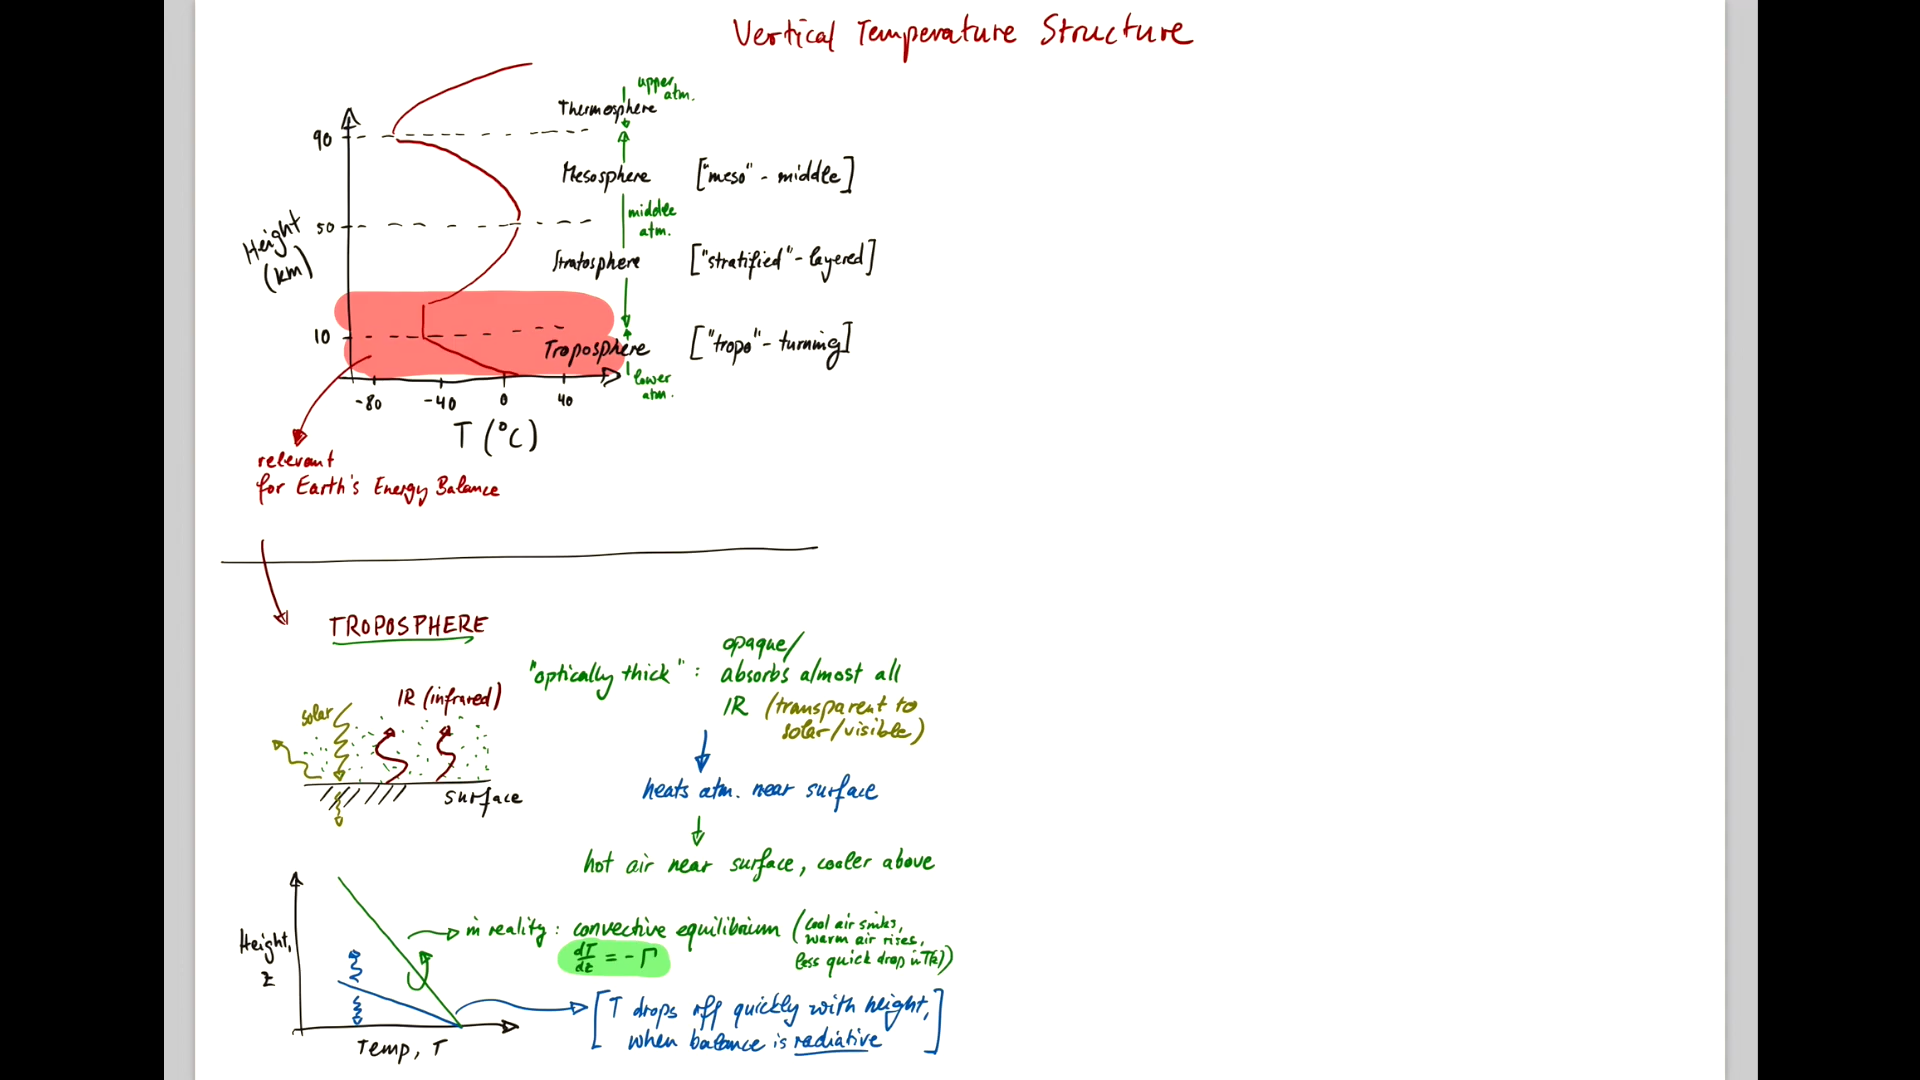 Vertical Temperature Structure
upper
atm.
Thermosphere
90
Mesosphere ["meso" - middle]
middle
atm.
Height
(km)
50
Stratosphere ["stratified" - layered]
10
Troposphere ["tropo" - turning]
lower
atm.
-80 -40 0 40
T (°C)
relevant
for Earth's Energy Balance
TROPOSPHERE
"optically thick" : opaque/
absorbs almost all
IR (transparent to
solar/visible)
IR (infrared)
solar
surface
heats atm. near surface
hot air near surface, cooler above
in reality: convective equilibrium (cool air sinks,
warm air rises,
less quick drop in T(z))
dT/dz = -Γ
Height,
z
[T drops off quickly with height,
when balance is radiative]
Temp, T